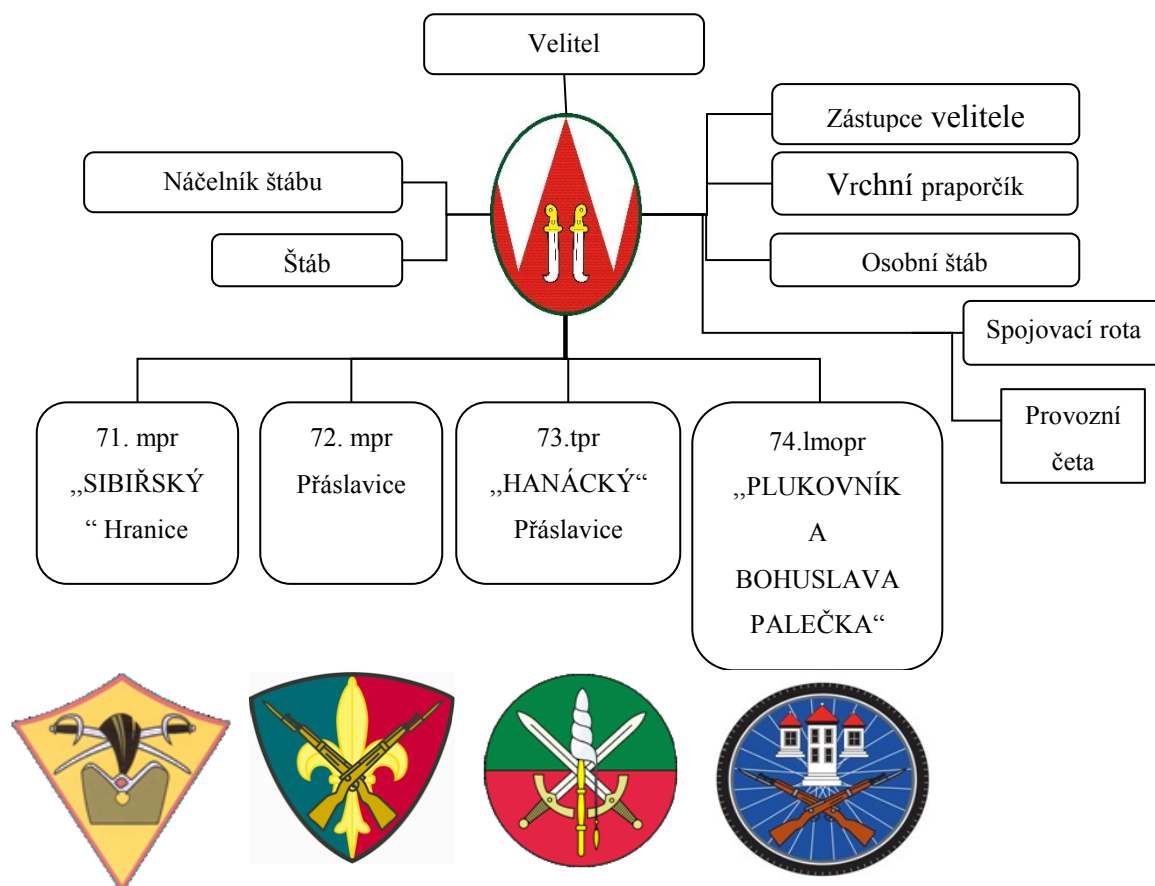 Velitel
Zástupce velitele
Náčelník štábu
Vrchní praporčík
Štáb
Osobní štáb
Spojovací rota
Provozní
četa
71. mpr
,,SIBIŘSKÝ
“ Hranice
72. mpr
Přáslavice
73.tpr
,,HANÁCKÝ“
Přáslavice
74.lmopr
,,PLUKOVNÍK
A
BOHUSLAVA
PALEČKA“